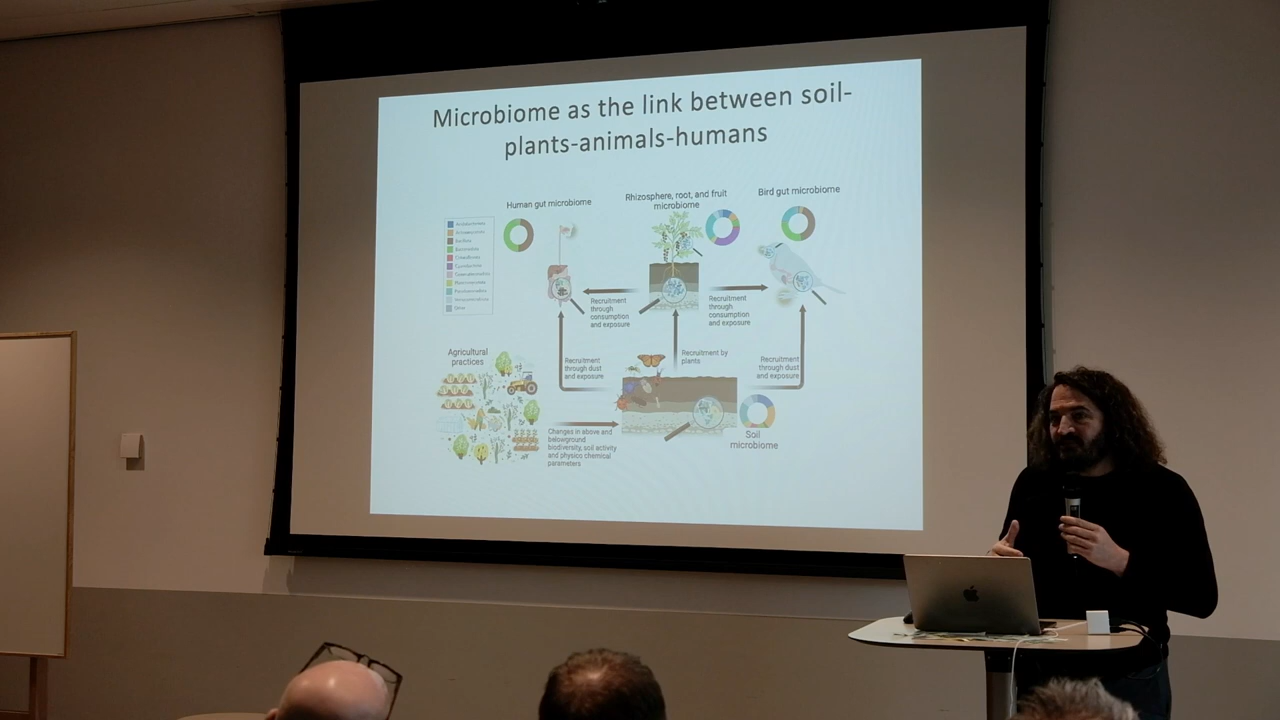 Microbiome as the link between soil-
plants-animals-humans
Human gut microbiome
Rhizosphere, root, and fruit
microbiome
Bird gut microbiome
Recruitment
through
consumption
and exposure
Recruitment
through
consumption
and exposure
Agricultural
practices
Recruitment
through dust
and exposure
Recruitment by
plants
Recruitment
through dust
and exposure
Changes in above and
belowground
biodiversity, soil activity
and physico chemical
parameters
Soil
microbiome